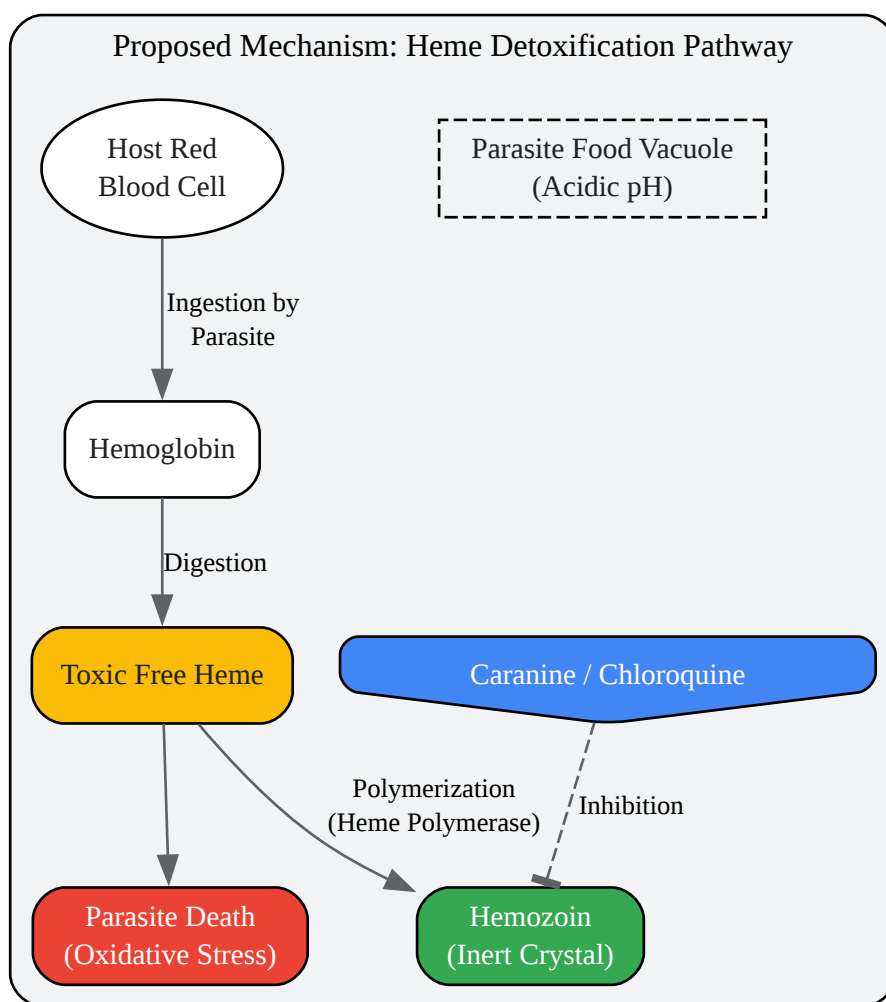 Proposed Mechanism: Heme Detoxification Pathway
Host Red
Blood Cell
Parasite Food Vacuole
(Acidic pH)
Ingestion by
Parasite
Hemoglobin
Digestion
Toxic Free Heme
Caranine / Chloroquine
Polymerization
(Heme Polymerase)
Inhibition
Parasite Death
(Oxidative Stress)
Hemozoin
(Inert Crystal)